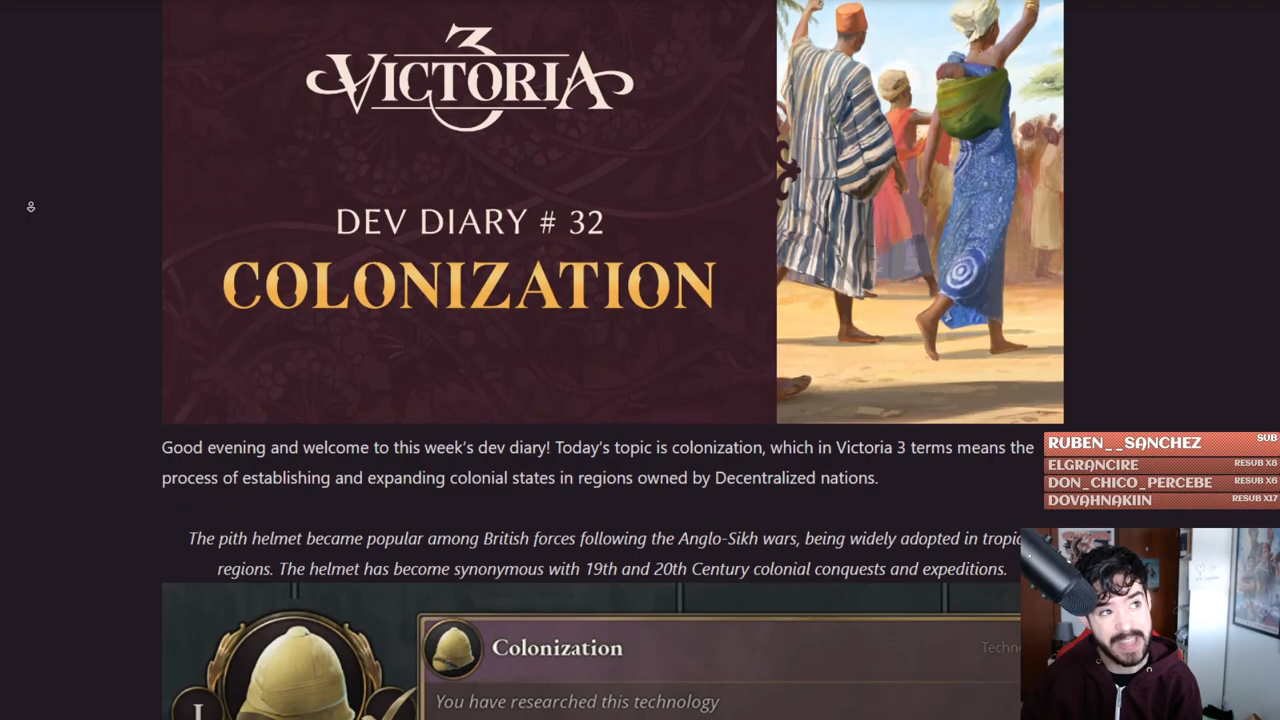 3
VICTORIA
DEV DIARY # 32
COLONIZATION
Good evening and welcome to this week's dev diary! Today's topic is colonization, which in Victoria 3 terms means the
process of establishing and expanding colonial states in regions owned by Decentralized nations.
RUBEN__SANCHEZ SUB
ELGRANCIRE RESUB X8
DON_CHICO_PERCEBE RESUB X6
DOVAHNAKIIN RESUB X17
The pith helmet became popular among British forces following the Anglo-Sikh wars, being widely adopted in tropic
regions. The helmet has become synonymous with 19th and 20th Century colonial conquests and expeditions.
Colonization Techn
You have researched this technology
I